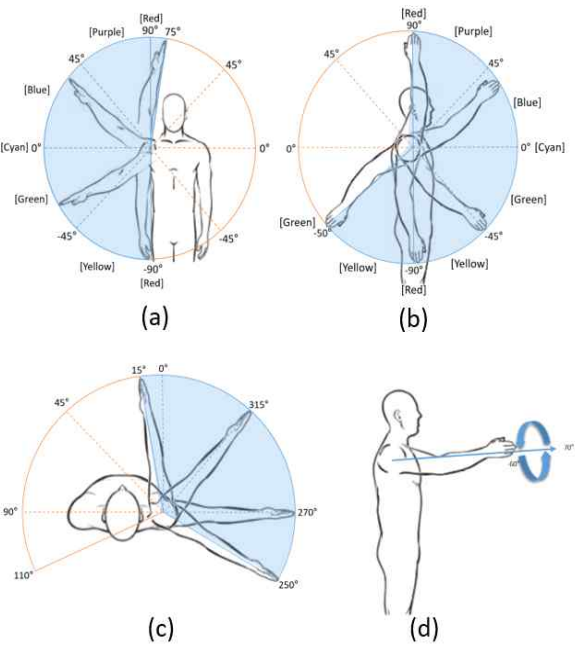 [Red]
90° 75°
[Purple]
45°
45°
[Blue]
[Cyan] 0°
0°
[Green]
-45°
-45°
[Yellow]
-90°
[Red]
(a)
[Red]
90°
[Purple]
45°
[Blue]
0°
0° [Cyan]
[Green]
[Green]
-50°
-45°
[Yellow]
-90°
[Yellow]
[Red]
(b)
15° 0°
45°
315°
90°
270°
110°
250°
(c)
70°
-60°
(d)